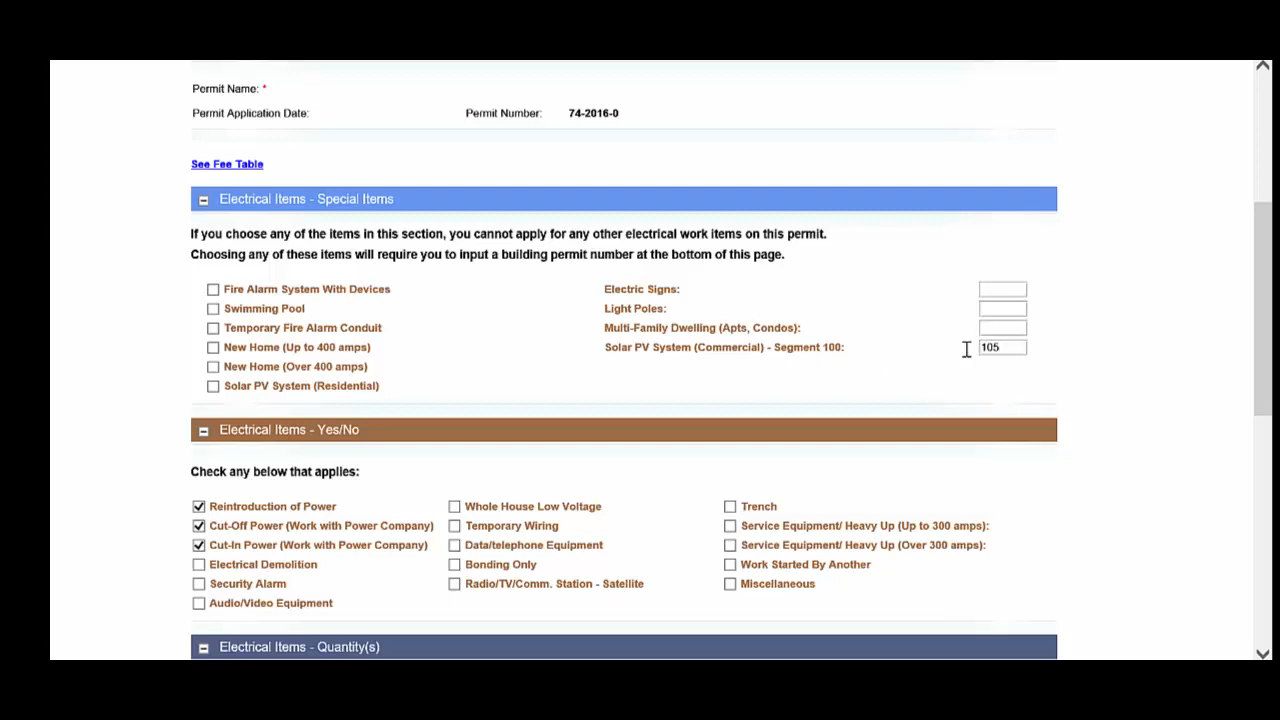 Permit Name: *
Permit Application Date: Permit Number: 74-2016-0
See Fee Table
Electrical Items - Special Items
If you choose any of the items in this section, you cannot apply for any other electrical work items on this permit.
Choosing any of these items will require you to input a building permit number at the bottom of this page.
Fire Alarm System With Devices Electric Signs:
Swimming Pool Light Poles:
Temporary Fire Alarm Conduit Multi-Family Dwelling (Apts, Condos):
New Home (Up to 400 amps) Solar PV System (Commercial) - Segment 100: 105
New Home (Over 400 amps)
Solar PV System (Residential)
Electrical Items - Yes/No
Check any below that applies:
Reintroduction of Power Whole House Low Voltage Trench
Cut-Off Power (Work with Power Company) Temporary Wiring Service Equipment/ Heavy Up (Up to 300 amps):
Cut-In Power (Work with Power Company) Data/telephone Equipment Service Equipment/ Heavy Up (Over 300 amps):
Electrical Demolition Bonding Only Work Started By Another
Security Alarm Radio/TV/Comm. Station - Satellite Miscellaneous
Audio/Video Equipment
Electrical Items - Quantity(s)